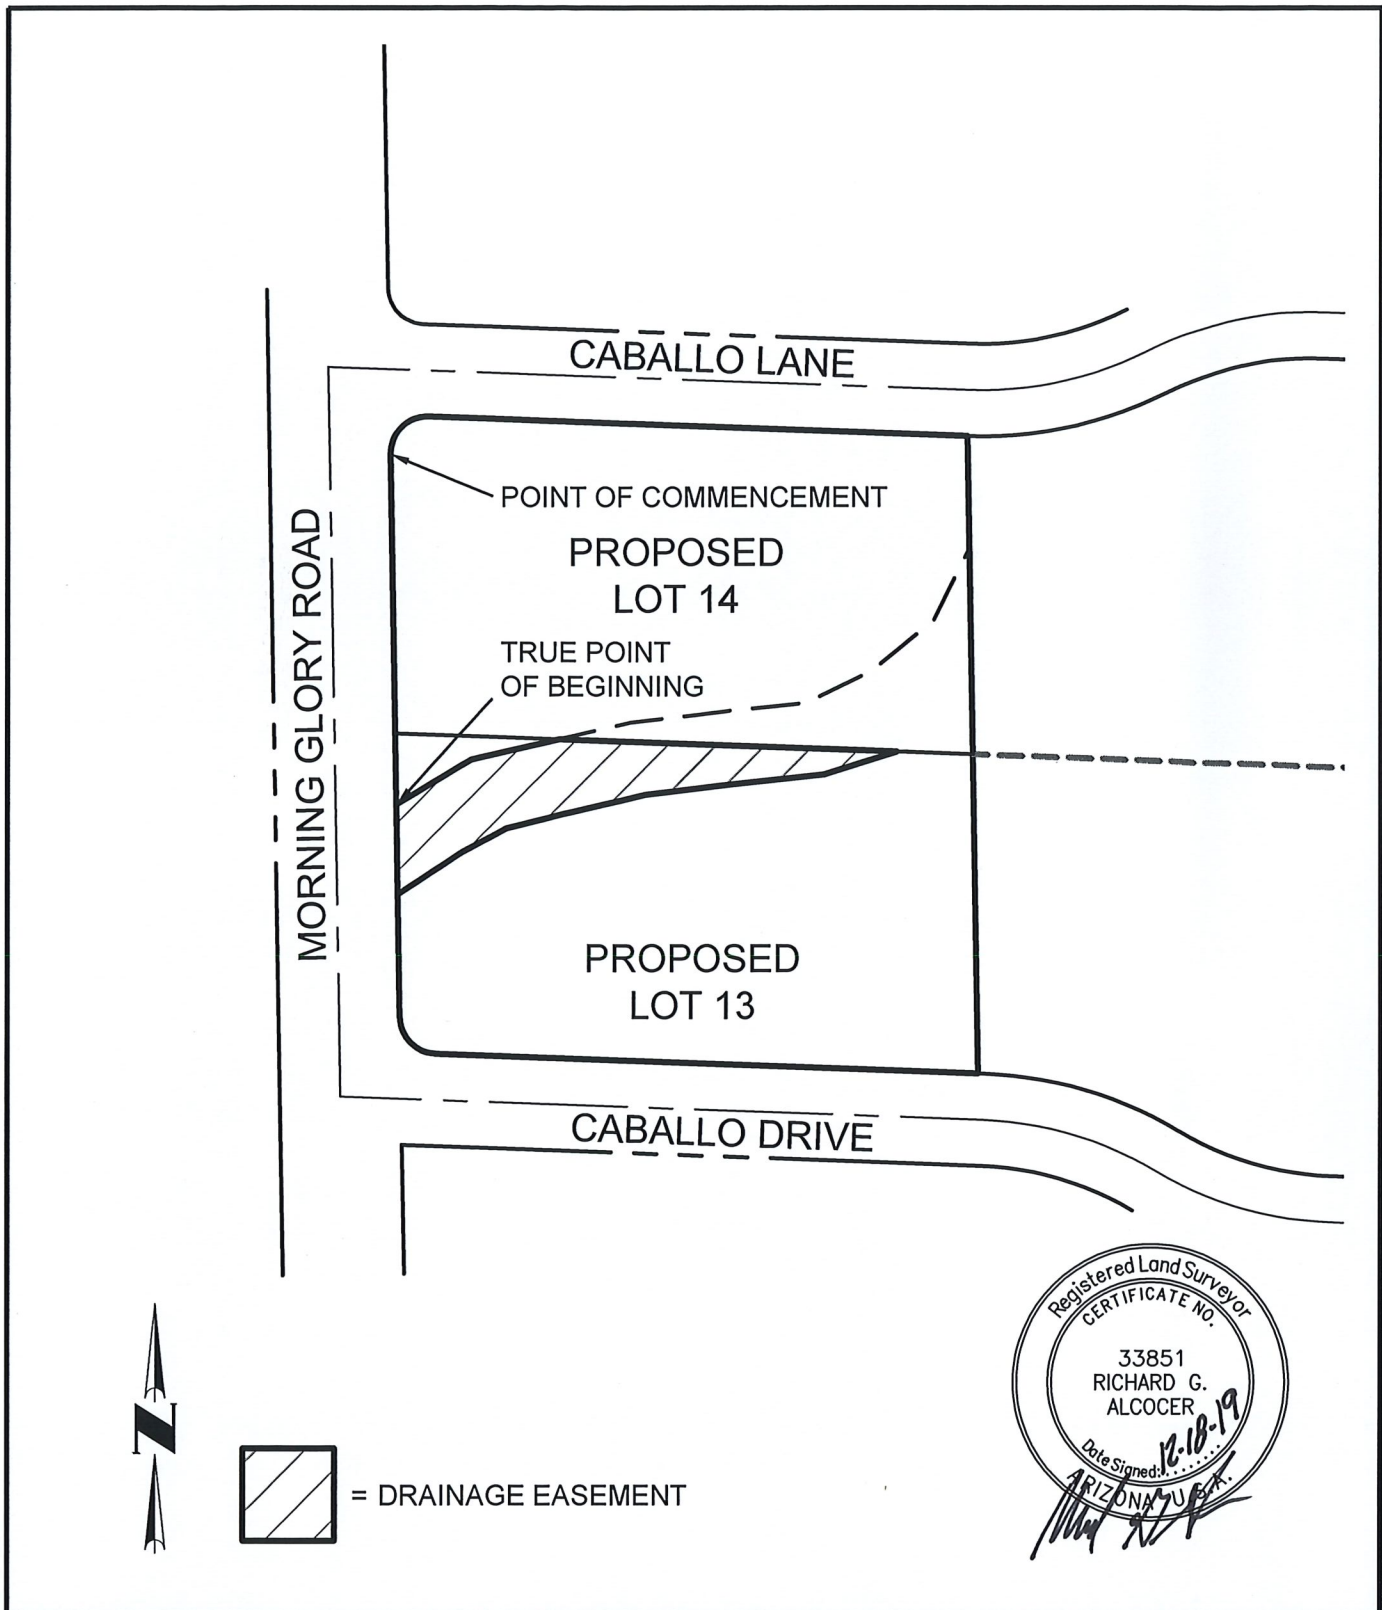 CABALLO LANE
POINT OF COMMENCEMENT
PROPOSED
LOT 14
MORNING GLORY ROAD
TRUE POINT
OF BEGINNING
PROPOSED
LOT 13
CABALLO DRIVE
Registered Land Surveyor
CERTIFICATE NO.
33851
RICHARD G.
ALCOCER
Date Signed: 12-18-19
ARIZONA U.S.A.
N
= DRAINAGE EASEMENT